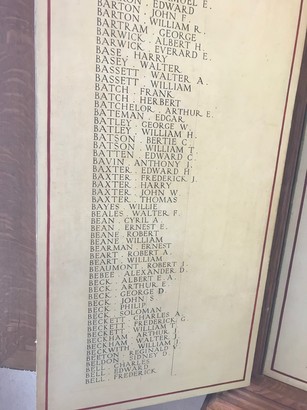 BARTON . EDWARD
BARTON . JOHN F.
BARTON . WILLIAM R.
BARTRAM . GEORGE
BARWICK . ALBERT H.
BARWICK . EVERARD E.
BASE . HARRY
BASEY . WALTER
BASSETT . WALTER A.
BASSETT . WILLIAM
BATCH . FRANK
BATCH . HERBERT
BATCHELOR . ARTHUR E.
BATEMAN . EDGAR
BATLEY . GEORGE W.
BATLEY . WILLIAM H.
BATSON . BERTIE C.
BATSON . WILLIAM T.
BATTEN . EDWARD C
BAVIN . ANTHONY J.
BAXTER . EDWARD H
BAXTER . FREDERICK J.
BAXTER . HARRY
BAXTER . JOHN W.
BAXTER . THOMAS
BAYES . WILLIE
BEALES . WALTER F.
BEAN . CYRIL A
BEAN . ERNEST E.
BEANE . ROBERT
BEANE . WILLIAM
BEARMAN . ERNEST
BEART . ROBERT A.
BEART . WILLIAM
BEAUMONT . ROBERT J.
BEBEE . ALEXANDER D.
BECK . ALBERT E. A.
BECK . ARTHUR E.
BECK . GEORGE D
BECK . JOHN S
BECK . PHILIP
BECK . SOLOMAN
BECKETT . CHARLES A.
BECKETT . FREDERICK G.
BECKETT . WILLIAM T.
BECKHAM . ARTHUR J.
BECKHAM . WALTER
BECKWITH . WILLIAM J.
BEETON . REGINALD
BELDON . SIDNEY D
BELL . CHARLES
BELL . EDWARD
BELL . FREDERICK